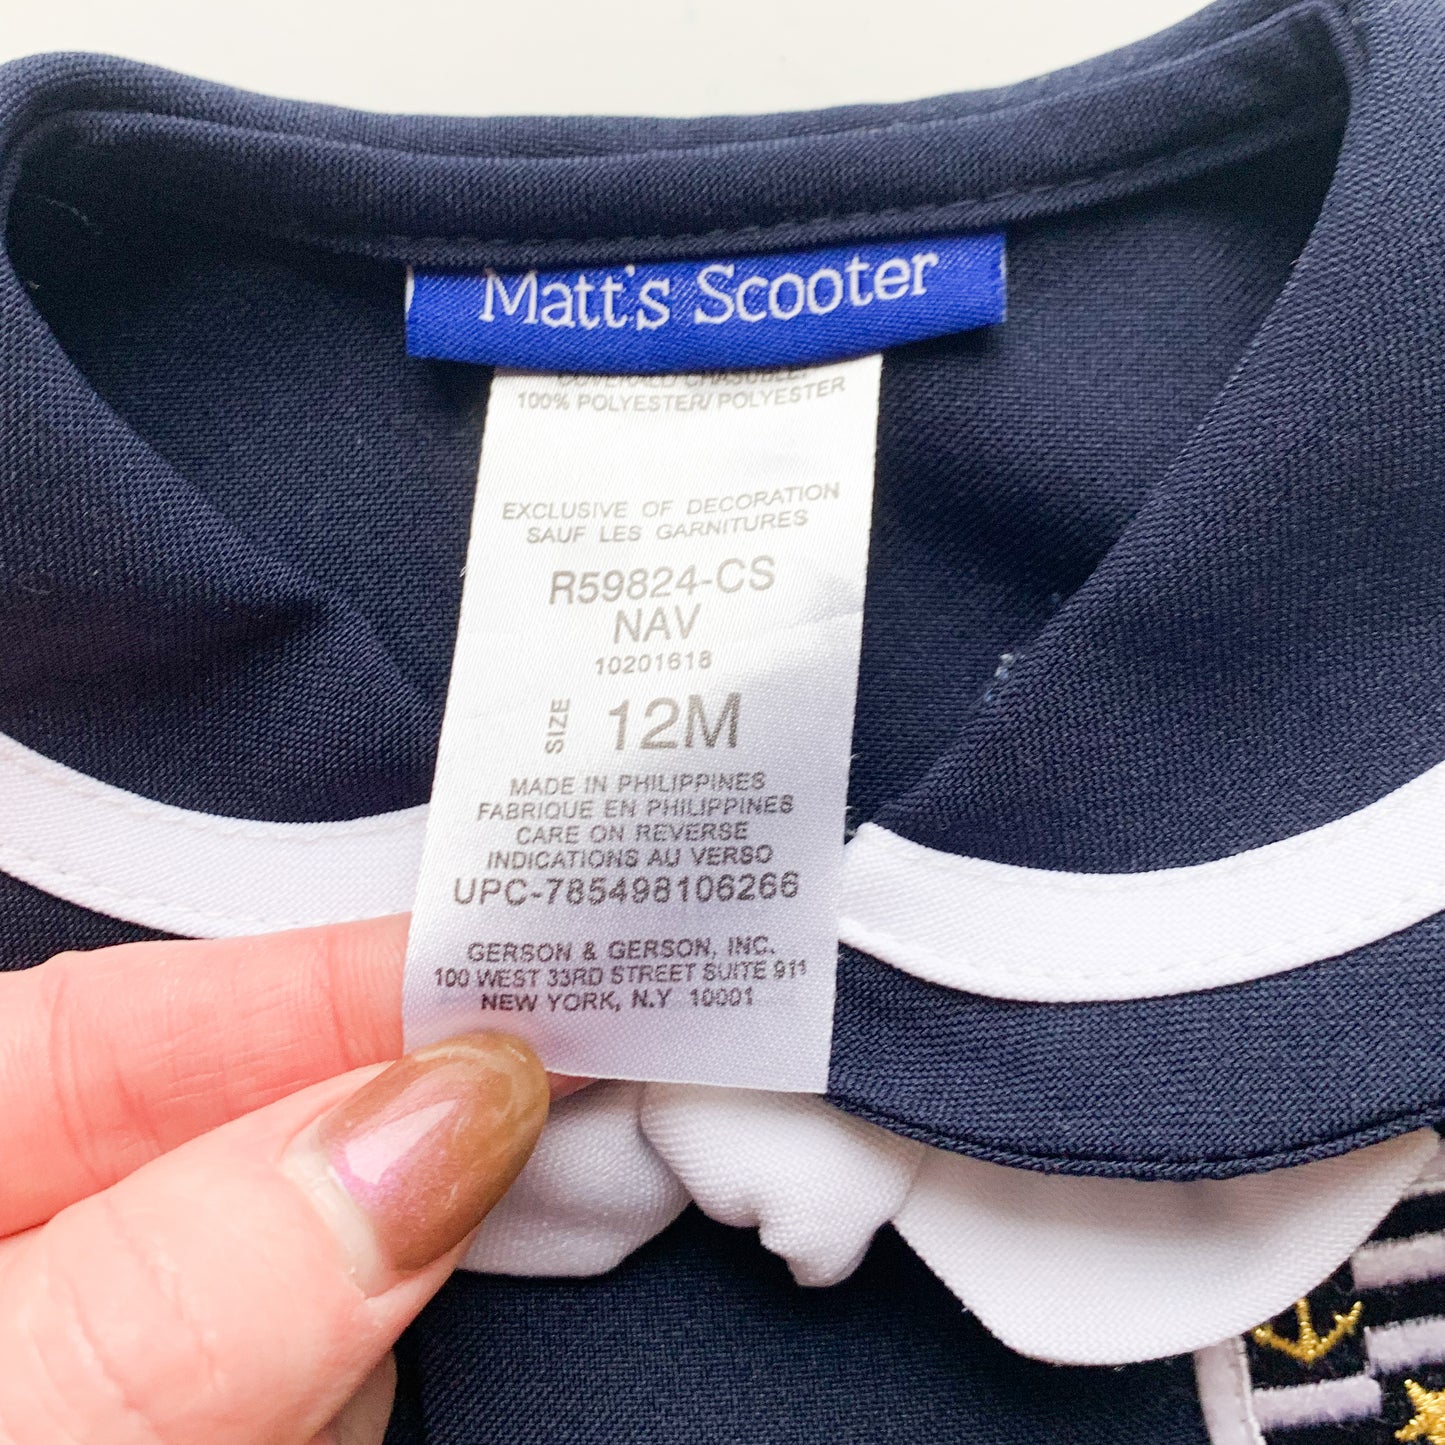 Matt's Scooter
100% POLYESTER/POLYESTER
EXCLUSIVE OF DECORATION
SAUF LES GARNITURES
R59824-CS
NAV
10201618
SIZE 12M
MADE IN PHILIPPINES
FABRIQUE EN PHILIPPINES
CARE ON REVERSE
INDICATIONS AU VERSO
UPC-785498106266
GERSON & GERSON, INC.
100 WEST 33RD STREET SUITE 911
NEW YORK, N.Y 10001